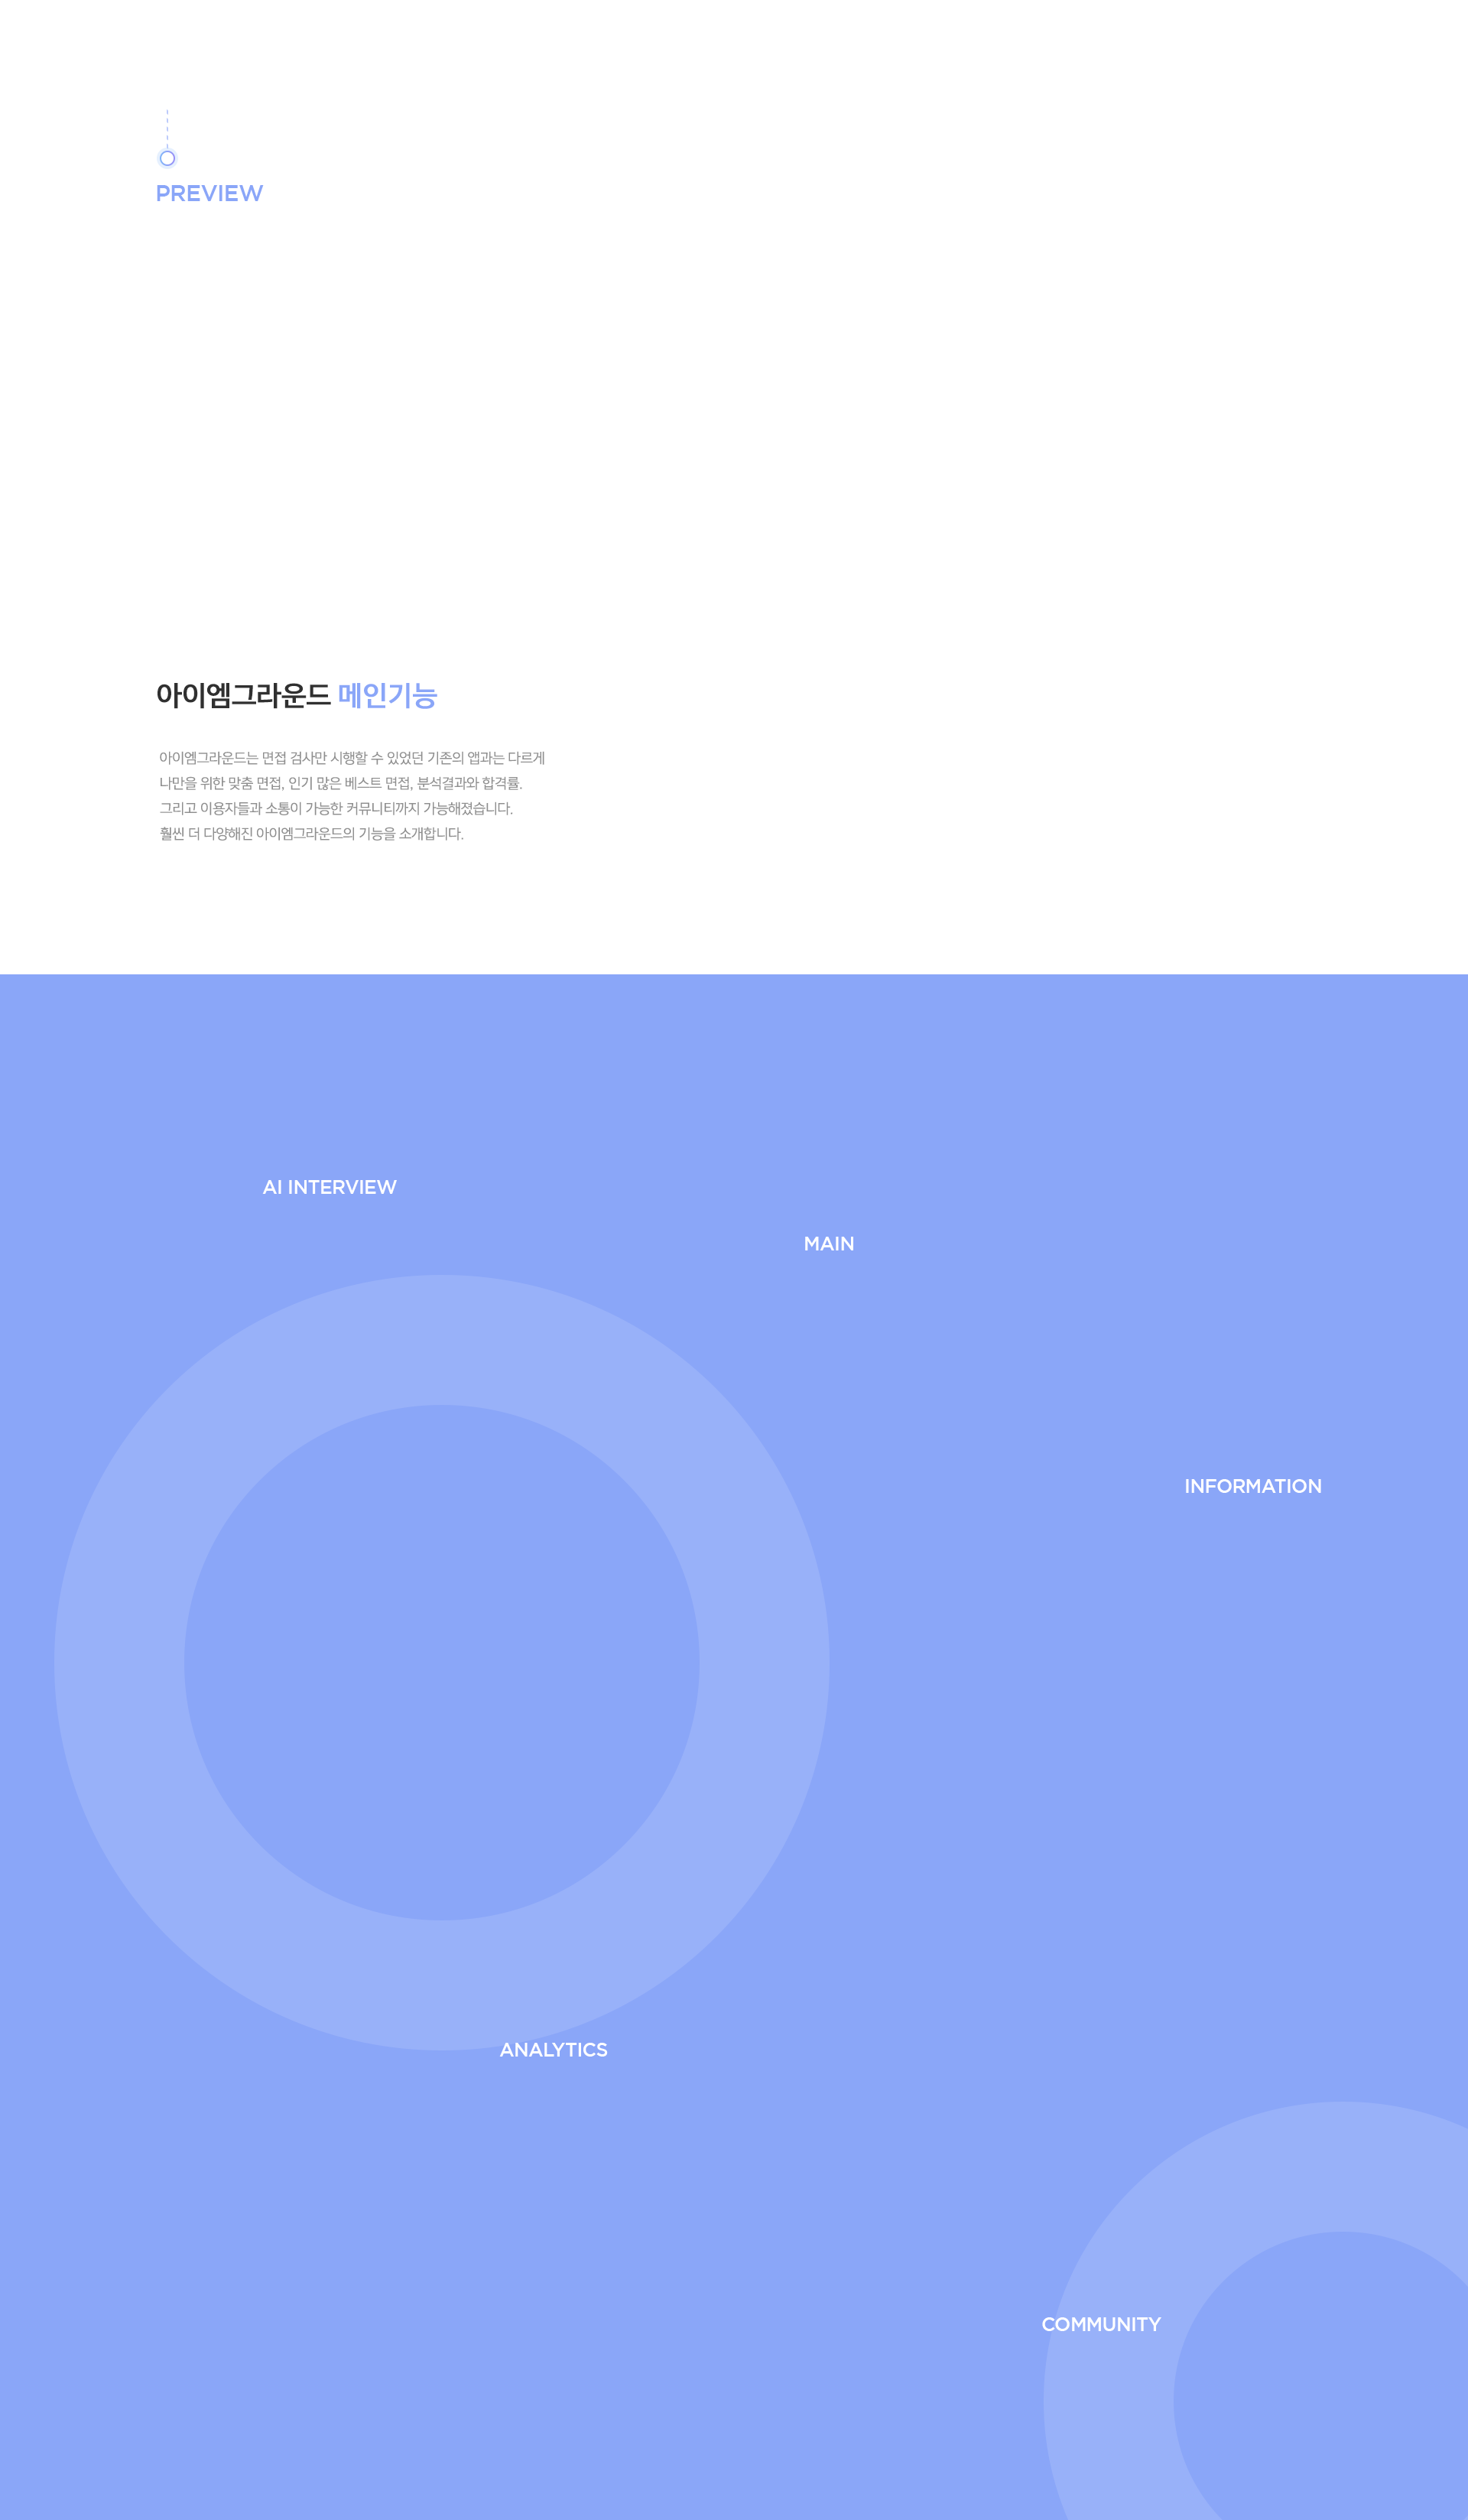 PREVIEW
아이엠그라운드 메인기능
아이엠그라운드는 면접 검사만 시행할 수 있었던 기존의 앱과는 다르게
나만을 위한 맞춤 면접, 인기 많은 베스트 면접, 분석결과와 합격률.
그리고 이용자들과 소통이 가능한 커뮤니티까지 가능해졌습니다.
훨씬 더 다양해진 아이엠그라운드의 기능을 소개합니다.
AI INTERVIEW
MAIN
INFORMATION
ANALYTICS
COMMUNITY